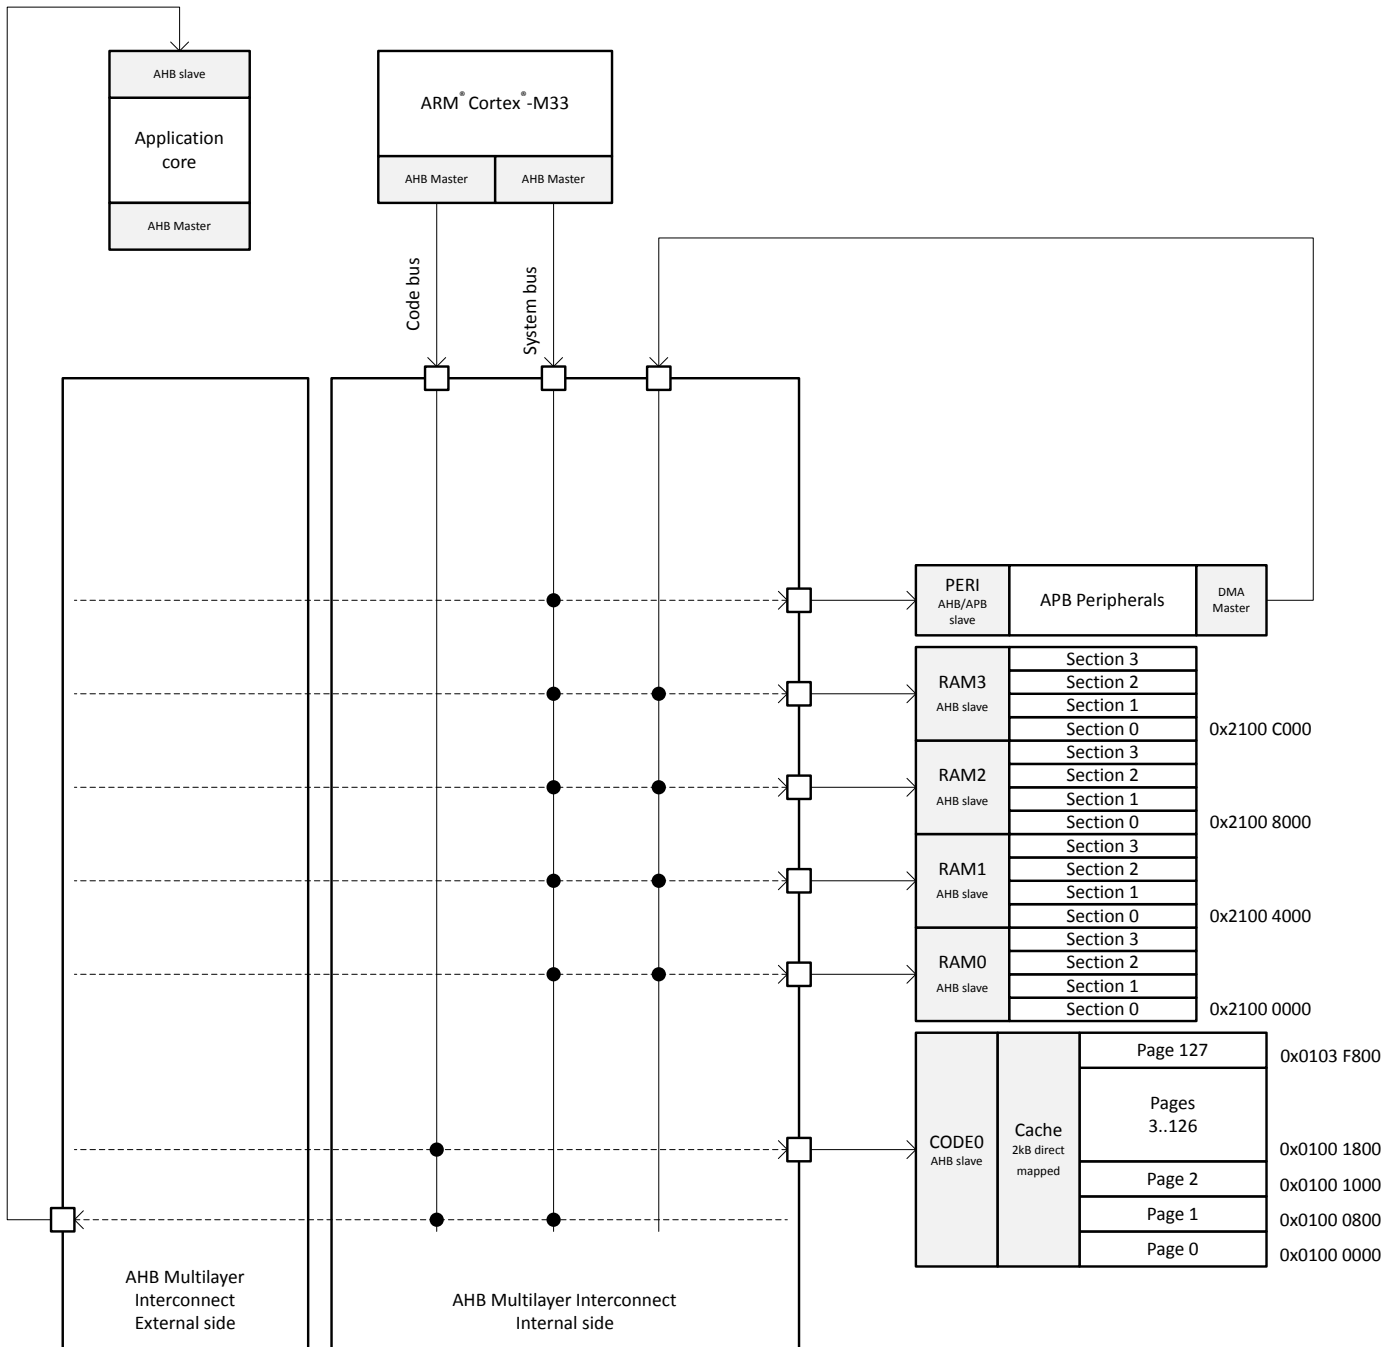 AHB slave
Application
core
AHB Master
ARM® Cortex®-M33
AHB Master
AHB Master
Code bus
System bus
PERI
AHB/APB
slave
APB Peripherals
DMA
Master
RAM3
AHB slave
Section 3
Section 2
Section 1
Section 0
0x2100 C000
RAM2
AHB slave
Section 3
Section 2
Section 1
Section 0
0x2100 8000
RAM1
AHB slave
Section 3
Section 2
Section 1
Section 0
0x2100 4000
RAM0
AHB slave
Section 3
Section 2
Section 1
Section 0
0x2100 0000
CODE0
AHB slave
Cache
2kB direct
mapped
Page 127
0x0103 F800
Pages
3..126
0x0100 1800
Page 2
0x0100 1000
Page 1
0x0100 0800
Page 0
0x0100 0000
AHB Multilayer
Interconnect
External side
AHB Multilayer Interconnect
Internal side